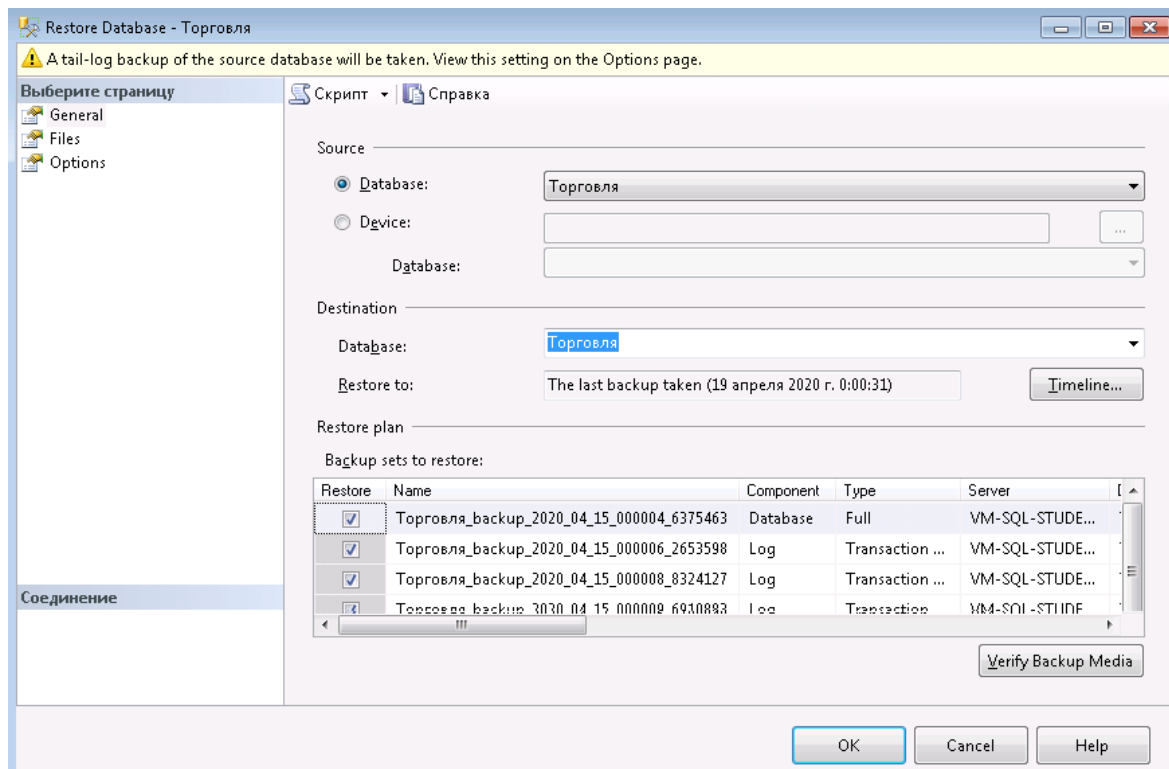 Restore Database - Торговля
A tail-log backup of the source database will be taken. View this setting on the Options page.
Выберите страницу
General
Files
Options
Скрипт
Справка
Source
Database:
Торговля
Device:
...
Database:
Destination
Database:
Торговля
Restore to:
The last backup taken (19 апреля 2020 г. 0:00:31)
Timeline...
Restore plan
Backup sets to restore:
Restore Name Component Type Server
Торговля_backup_2020_04_15_000004_6375463 Database Full VM-SQL-STUDE...
Торговля_backup_2020_04_15_000006_2653598 Log Transaction ... VM-SQL-STUDE...
Торговля_backup_2020_04_15_000008_8324127 Log Transaction ... VM-SQL-STUDE...
Log Transaction
Соединение
Verify Backup Media
OK
Cancel
Help